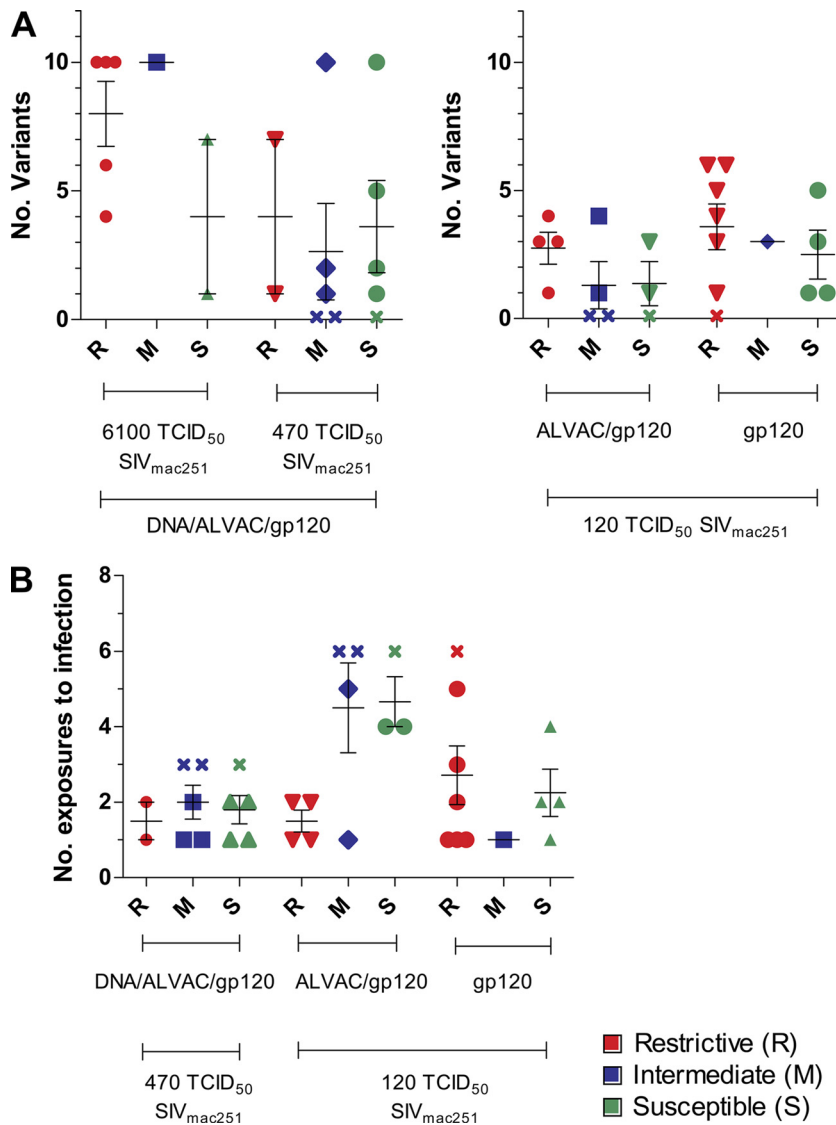 A
No. Variants
10
5
0
R
M
S
R
M
S
6100 TCID50
SIVmac251
470 TCID50
SIVmac251
DNA/ALVAC/gp120
No. Variants
10
5
0
R
M
S
R
M
S
ALVAC/gp120
gp120
120 TCID50 SIVmac251
B
No. exposures to infection
8
6
4
2
0
R
M
S
R
M
S
R
M
S
DNA/ALVAC/gp120
ALVAC/gp120
gp120
470 TCID50
SIVmac251
120 TCID50
SIVmac251
Restrictive (R)
Intermediate (M)
Susceptible (S)